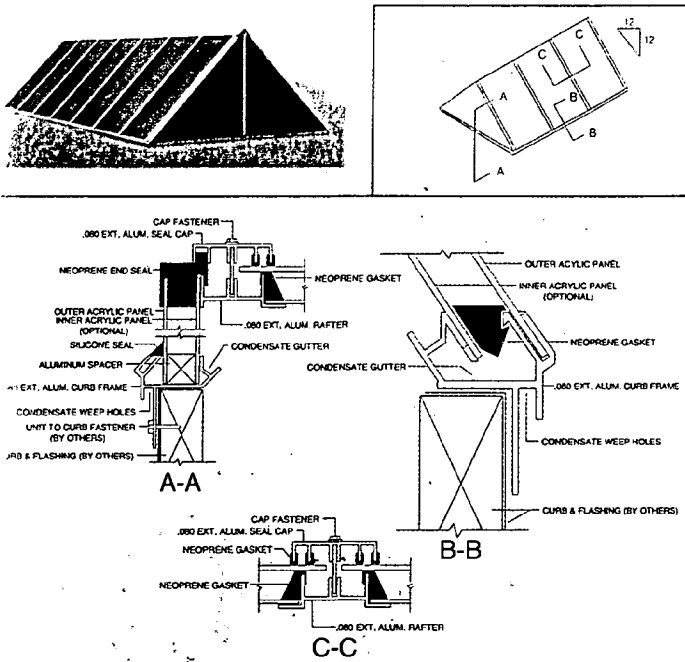 12
12
C
C
A
B
B
A
CAP FASTENER
.080 EXT. ALUM. SEAL CAP
NEOPRENE END SEAL
NEOPRENE GASKET
OUTER ACRYLIC PANEL
INNER ACRYLIC PANEL
(OPTIONAL)
.080 EXT. ALUM. RAFTER
SILICONE SEAL
CONDENSATE GUTTER
ALUMINUM SPACER
EXT. ALUM. CURB FRAME
CONDENSATE WEEP HOLES
UNIT TO CURB FASTENER
(BY OTHERS)
URB & FLASHING (BY OTHERS)
A-A
OUTER ACYLIC PANEL
INNER ACYLIC PANEL
(OPTIONAL)
NEOPRENE GASKET
CONDENSATE GUTTER
.060 EXT. ALUM. CURB FRAME
CONDENSATE WEEP HOLES
CURB & FLASHING (BY OTHERS)
B-B
CAP FASTENER
.080 EXT. ALUM. SEAL CAP
NEOPRENE GASKET
NEOPRENE GASKET
.080 EXT. ALUM. RAFTER
C-C